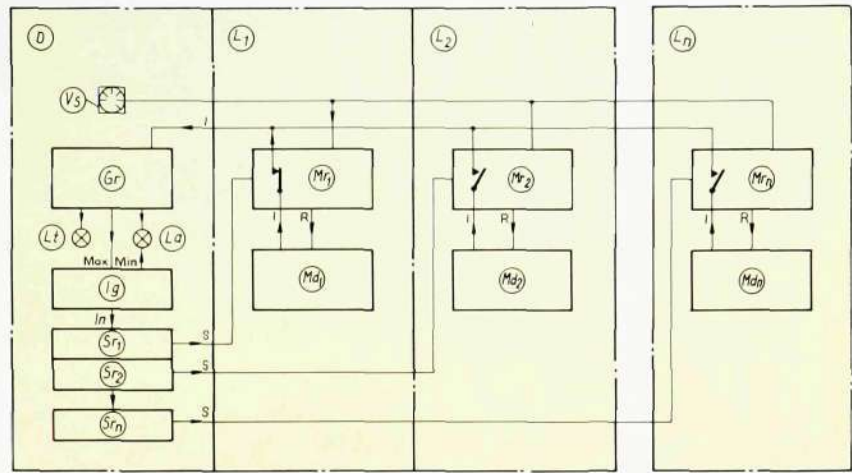 D L1 L2 Ln
Vs
I
Gr Mr1 Mr2 Mrn
Lt La I R I R I R
Max Min
Ig Md1 Md2 Mdn
In
Sr1 S
Sr2 S
Srn S